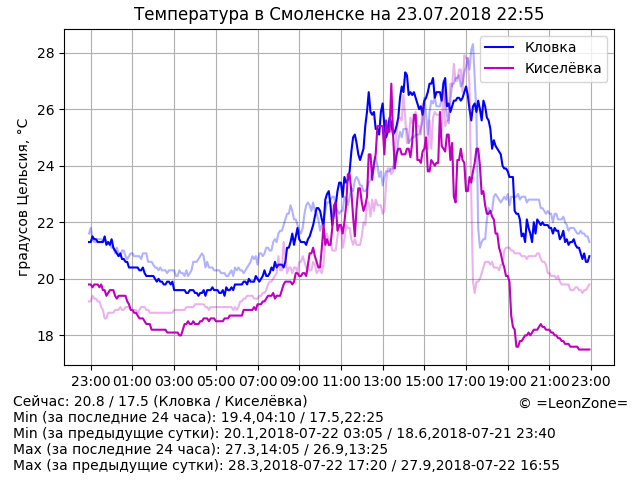 Температура в Смоленске на 23.07.2018 22:55
градусов Цельсия, °C
28
26
24
22
20
18
Кловка
Киселёвка
23:00 01:00 03:00 05:00 07:00 09:00 11:00 13:00 15:00 17:00 19:00 21:00 23:00
Сейчас: 20.8 / 17.5 (Кловка / Киселёвка)
© =LeonZone=
Min (за последние 24 часа): 19.4,04:10 / 17.5,22:25
Min (за предыдущие сутки): 20.1,2018-07-22 03:05 / 18.6,2018-07-21 23:40
Max (за последние 24 часа): 27.3,14:05 / 26.9,13:25
Max (за предыдущие сутки): 28.3,2018-07-22 17:20 / 27.9,2018-07-22 16:55